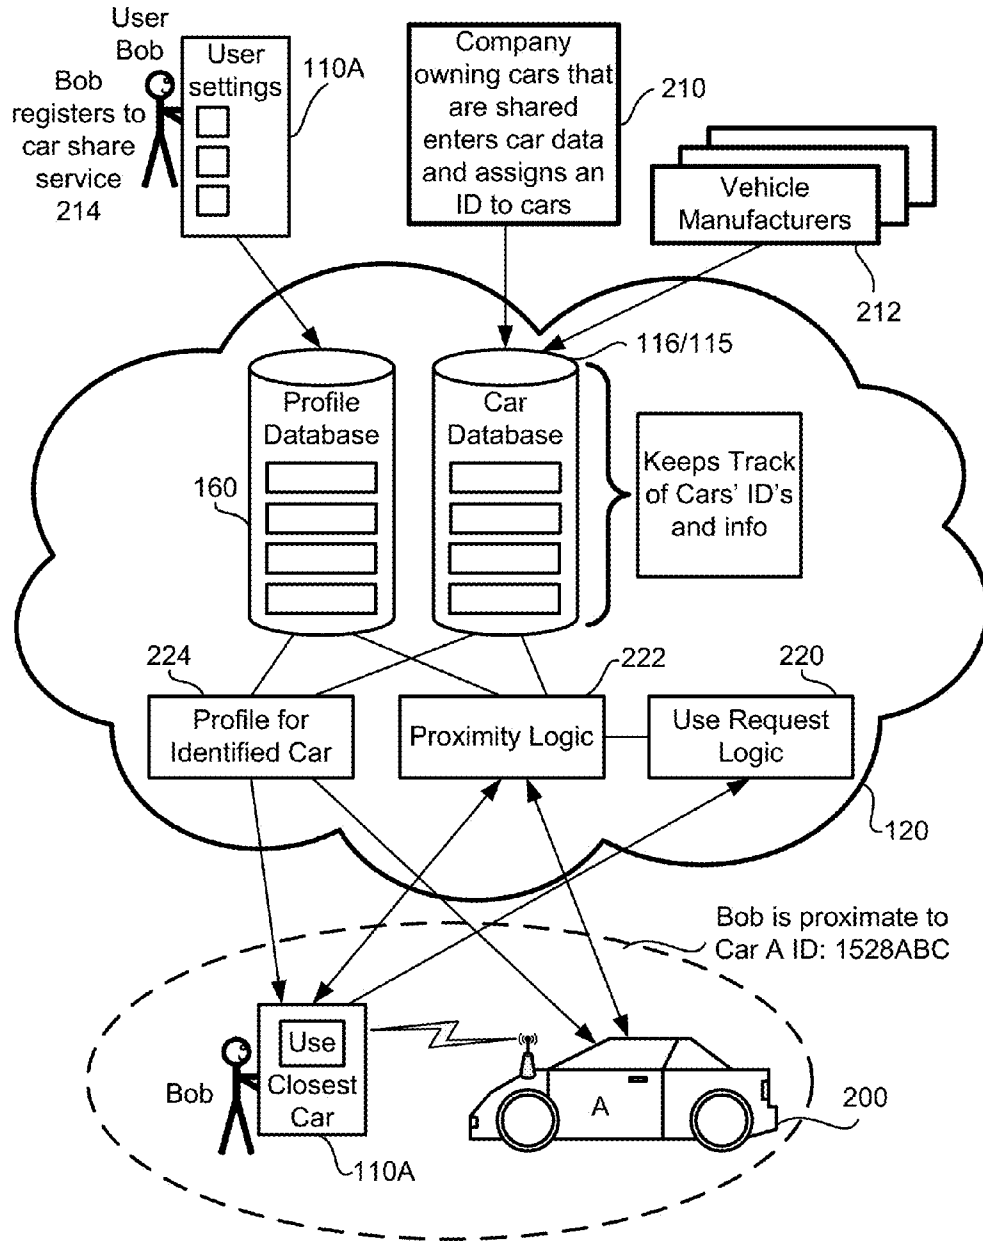 User
Bob
Bob
registers to
car share
service
214
User
settings
110A
Company
owning cars that
are shared
enters car data
and assigns an
ID to cars
210
Vehicle
Manufacturers
212
116/115
Profile
Database
Car
Database
160
Keeps Track
of Cars' ID's
and info
224
222
220
Profile for
Identified Car
Proximity Logic
Use Request
Logic
120
Bob is proximate to
Car A ID: 1528ABC
Use
Closest
Car
Bob
110A
A
200